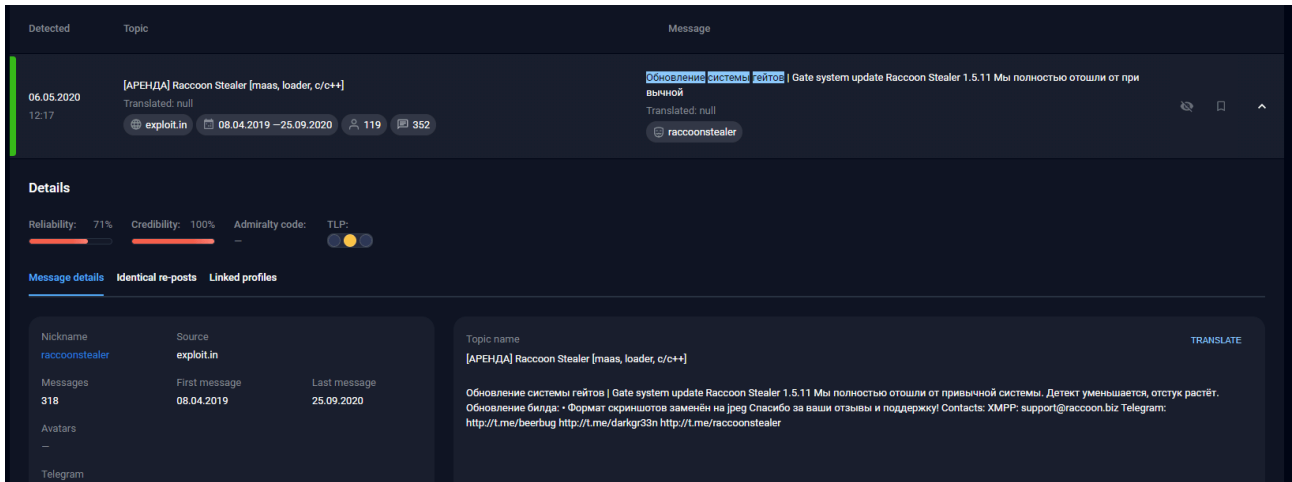 Detected Topic Message
06.05.2020
12:17
[АРЕНДА] Raccoon Stealer [maas, loader, c/c++]
Translated: null
exploit.in 08.04.2019 —25.09.2020 119 352
Обновление системы гейтов | Gate system update Raccoon Stealer 1.5.11 Мы полностью отошли от при
вычной
Translated: null
raccoonstealer
Details
Reliability: 71% Credibility: 100% Admiralty code: TLP:
—
Message details Identical re-posts Linked profiles
Nickname Source
raccoonstealer exploit.in
Messages First message Last message
318 08.04.2019 25.09.2020
Avatars
—
Telegram
Topic name TRANSLATE
[АРЕНДА] Raccoon Stealer [maas, loader, c/c++]
Обновление системы гейтов | Gate system update Raccoon Stealer 1.5.11 Мы полностью отошли от привычной системы. Детект уменьшается, отстук растёт.
Обновление билда: • Формат скриншотов заменён на jpeg Спасибо за ваши отзывы и поддержку! Contacts: XMPP: support@raccoon.biz Telegram:
http://t.me/beerbug http://t.me/darkgr33n http://t.me/raccoonstealer